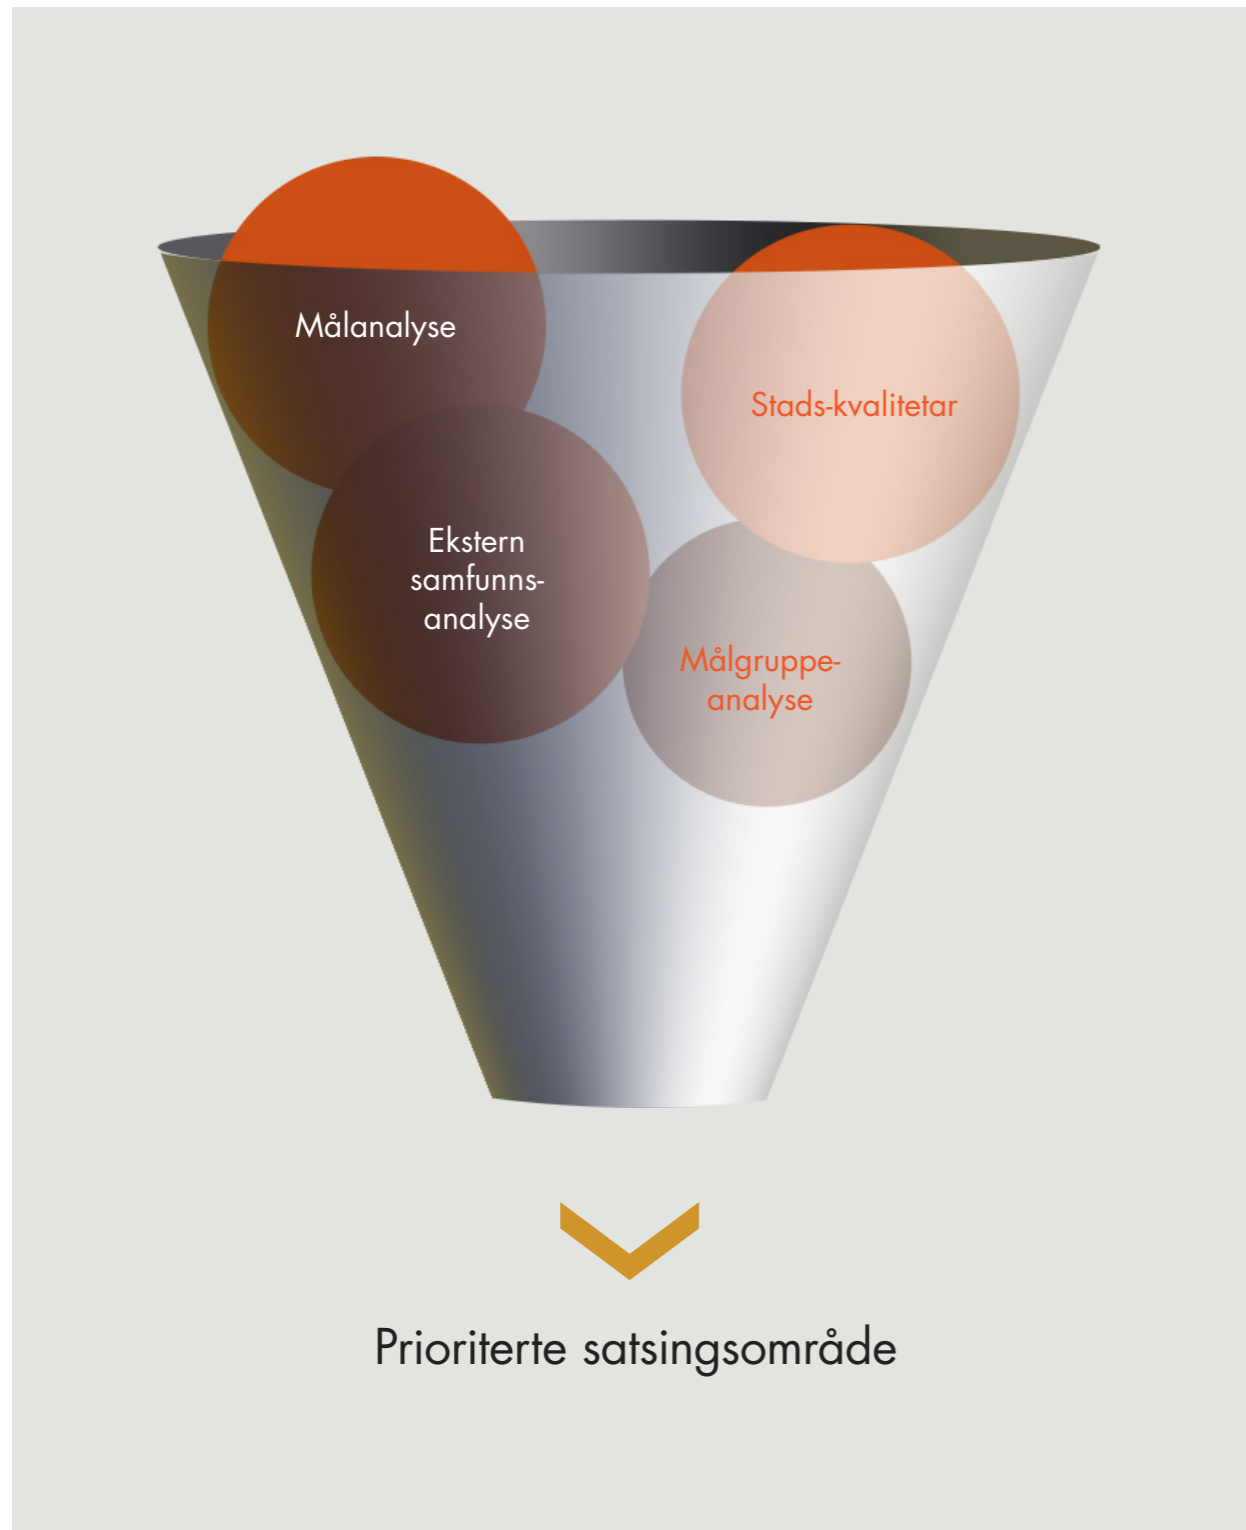 Målanalyse
Stads-kvalitetar
Ekstern
samfunns-
analyse
Målgruppe-
analyse
Prioriterte satsingsområde